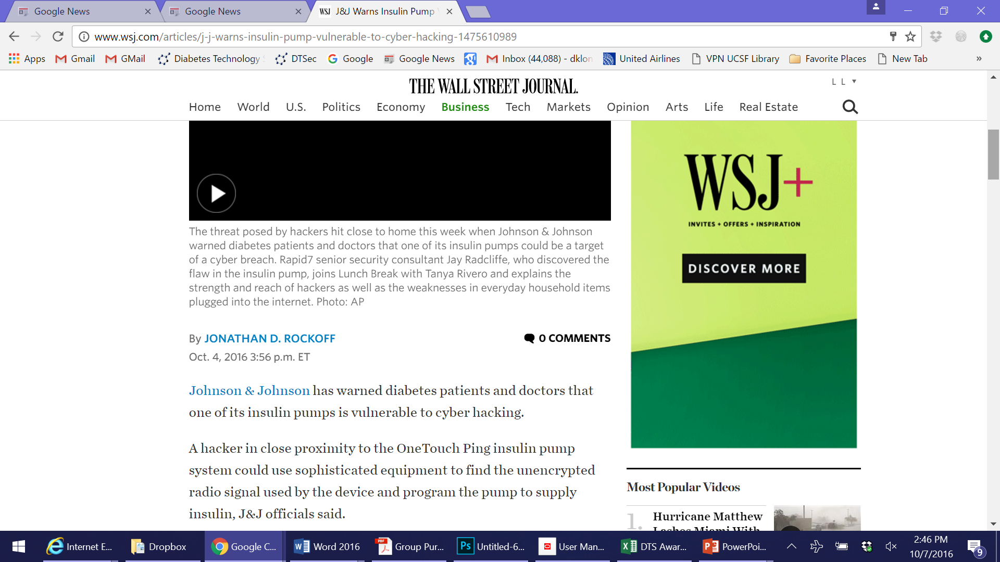 Google News
Google News
WSJ J&J Warns Insulin Pump
www.wsj.com/articles/j-j-warns-insulin-pump-vulnerable-to-cyber-hacking-1475610989
Apps Gmail GMail Diabetes Technology DTSec Google Google News Inbox (44,088) - dklon United Airlines VPN UCSF Library Favorite Places New Tab »
THE WALL STREET JOURNAL.
L L
Home World U.S. Politics Economy Business Tech Markets Opinion Arts Life Real Estate
The threat posed by hackers hit close to home this week when Johnson & Johnson
warned diabetes patients and doctors that one of its insulin pumps could be a target
of a cyber breach. Rapid7 senior security consultant Jay Radcliffe, who discovered the
flaw in the insulin pump, joins Lunch Break with Tanya Rivero and explains the
strength and reach of hackers as well as the weaknesses in everyday household items
plugged into the internet. Photo: AP
By JONATHAN D. ROCKOFF
0 COMMENTS
Oct. 4, 2016 3:56 p.m. ET
Johnson & Johnson has warned diabetes patients and doctors that
one of its insulin pumps is vulnerable to cyber hacking.
A hacker in close proximity to the OneTouch Ping insulin pump
system could use sophisticated equipment to find the unencrypted
radio signal used by the device and program the pump to supply
insulin, J&J officials said.
WSJ+
INVITES + OFFERS + INSPIRATION
DISCOVER MORE
Most Popular Videos
1. Hurricane Matthew
Lashes Miami With
Internet E... Dropbox Google C... Word 2016 PDF Group Pur... Ps Untitled-6... User Man... DTS Awar... PowerPoi...
2:46 PM
10/7/2016
9